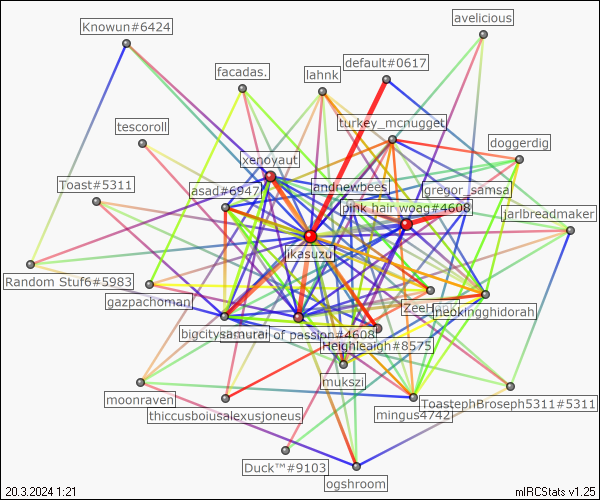 avelicious
Knowun#6424
default#0617
facadas.
lahnk
turkey_mcnugget
tescoroll
doggerdig
xenoyaut
Toast#5311
asad#6947
andnewbees
gregor_samsa
pink hair woag#4608
jarlbreadmaker
likasuzu
Random Stuf6#5983
gazpachoman
neokingghidorah
bigcitysamurai
of passion#4608
Heighleaigh#8575
mukszi
moonraven
ToastephBroseph5311#5311
thiccusboiusalexusjoneus
mingus4742
Duck™#9103
ogshroom
20.3.2024 1:21
mIRCStats v1.25